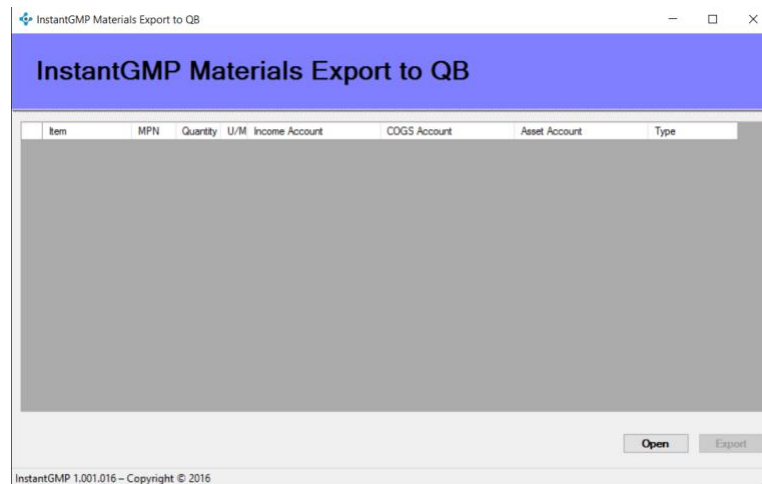 InstantGMP Materials Export to QB
InstantGMP Materials Export to QB
Item MPN Quantity U/M Income Account COGS Account Asset Account Type
Open Export
InstantGMP 1.001.016 – Copyright © 2016